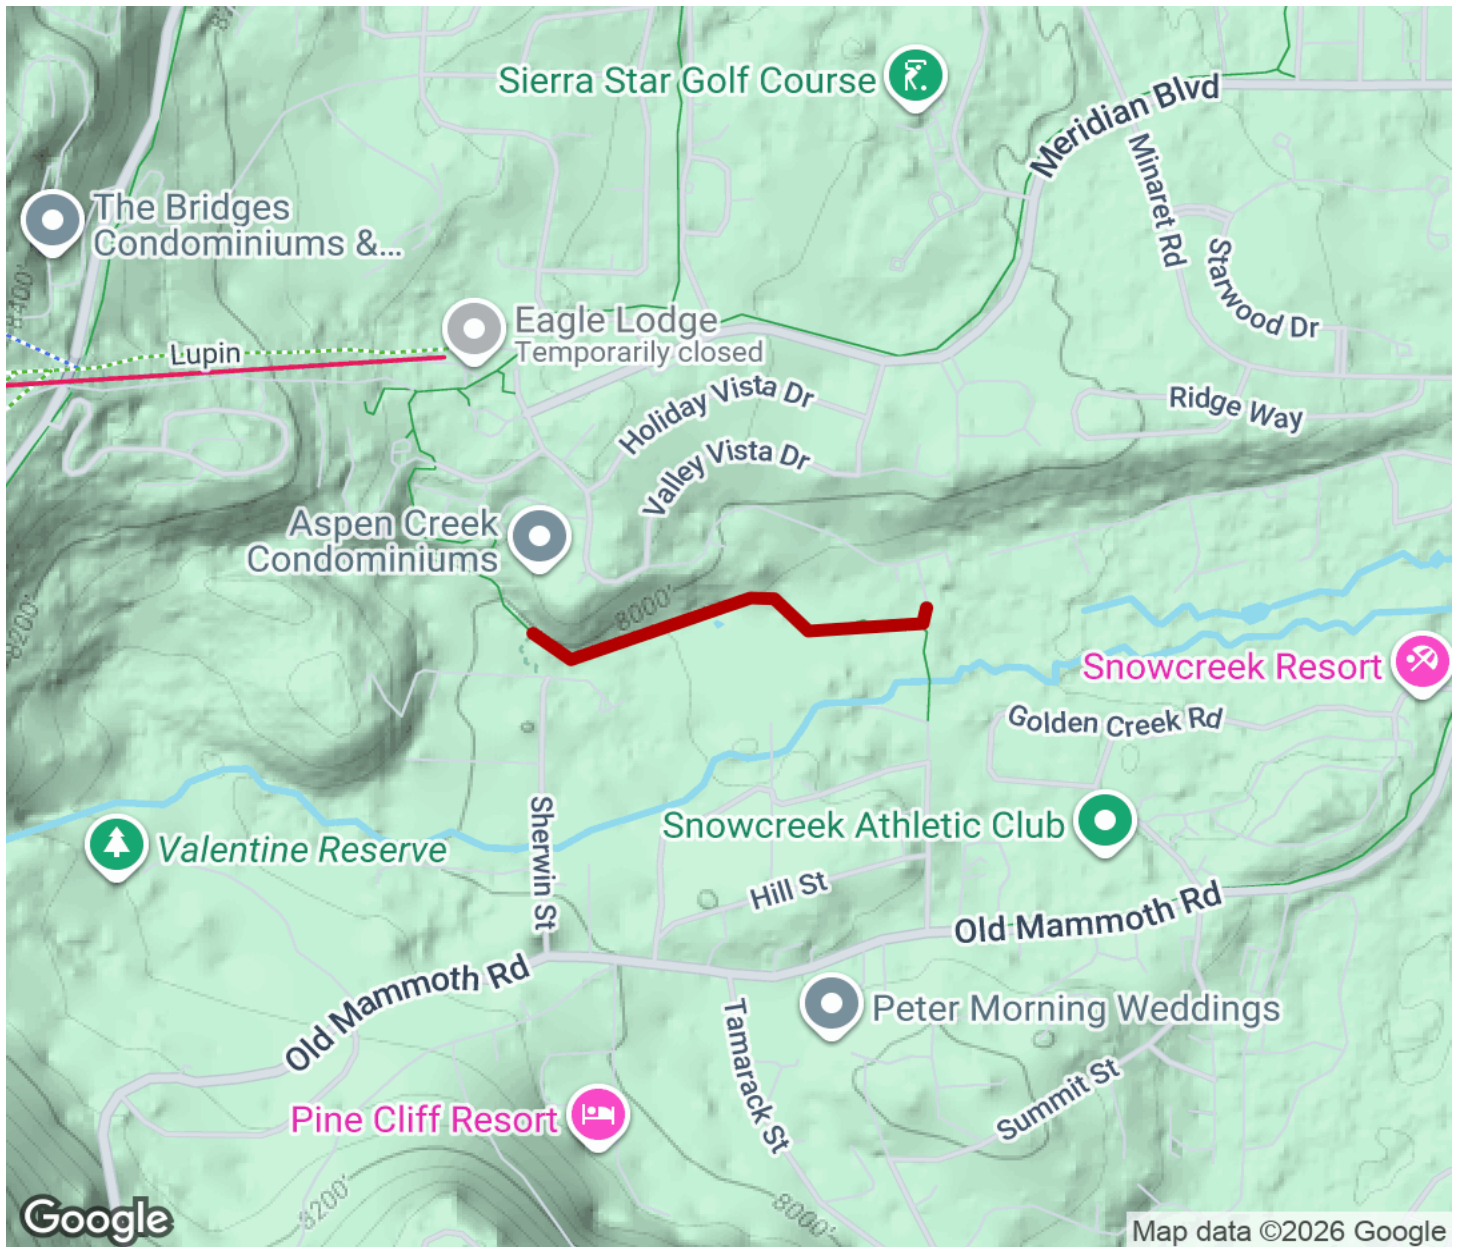 Sierra Star Golf Course
Meridian Blvd
Minaret Rd
The Bridges
Condominiums &...
Starwood Dr
8400'
Eagle Lodge
Temporarily closed
Lupin
Holiday Vista Dr
Ridge Way
Valley Vista Dr
Aspen Creek
Condominiums
8000'
8200'
Snowcreek Resort
Golden Creek Rd
Sherwin St
Snowcreek Athletic Club
Valentine Reserve
Hill St
Old Mammoth Rd
Old Mammoth Rd
Peter Morning Weddings
Tamarack St
Summit St
Pine Cliff Resort
8200'
8000'
Google
Map data ©2026 Google